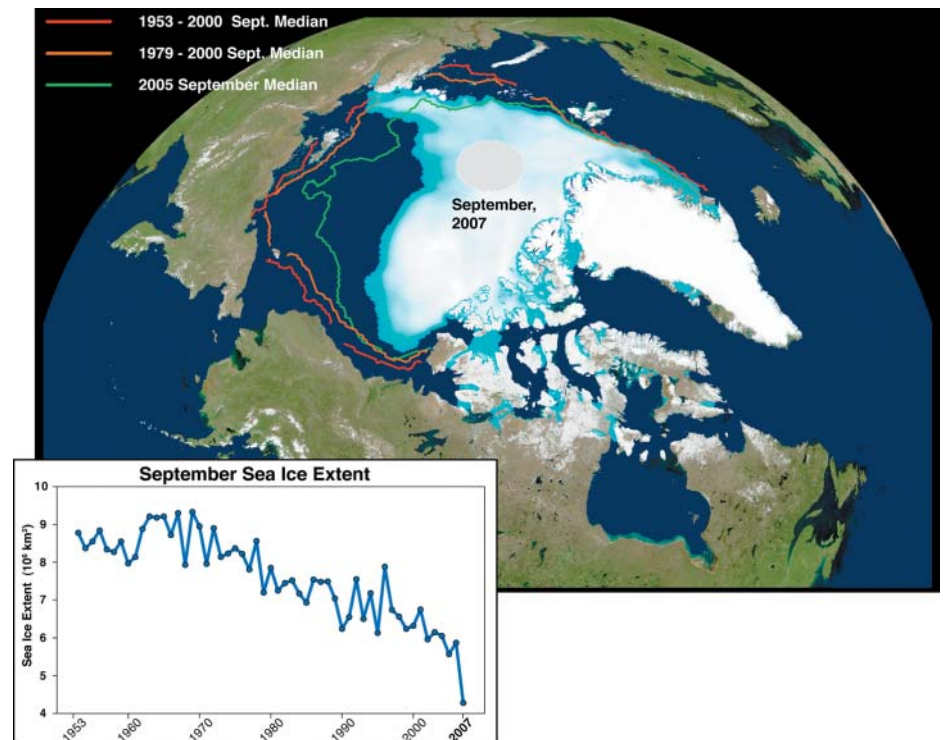 1953 - 2000 Sept. Median
1979 - 2000 Sept. Median
2005 September Median
September,
2007
September Sea Ice Extent
Sea Ice Extent (10⁶ km²)
10
9
8
7
6
5
4
1953
1960
1970
1980
1990
2000
2007